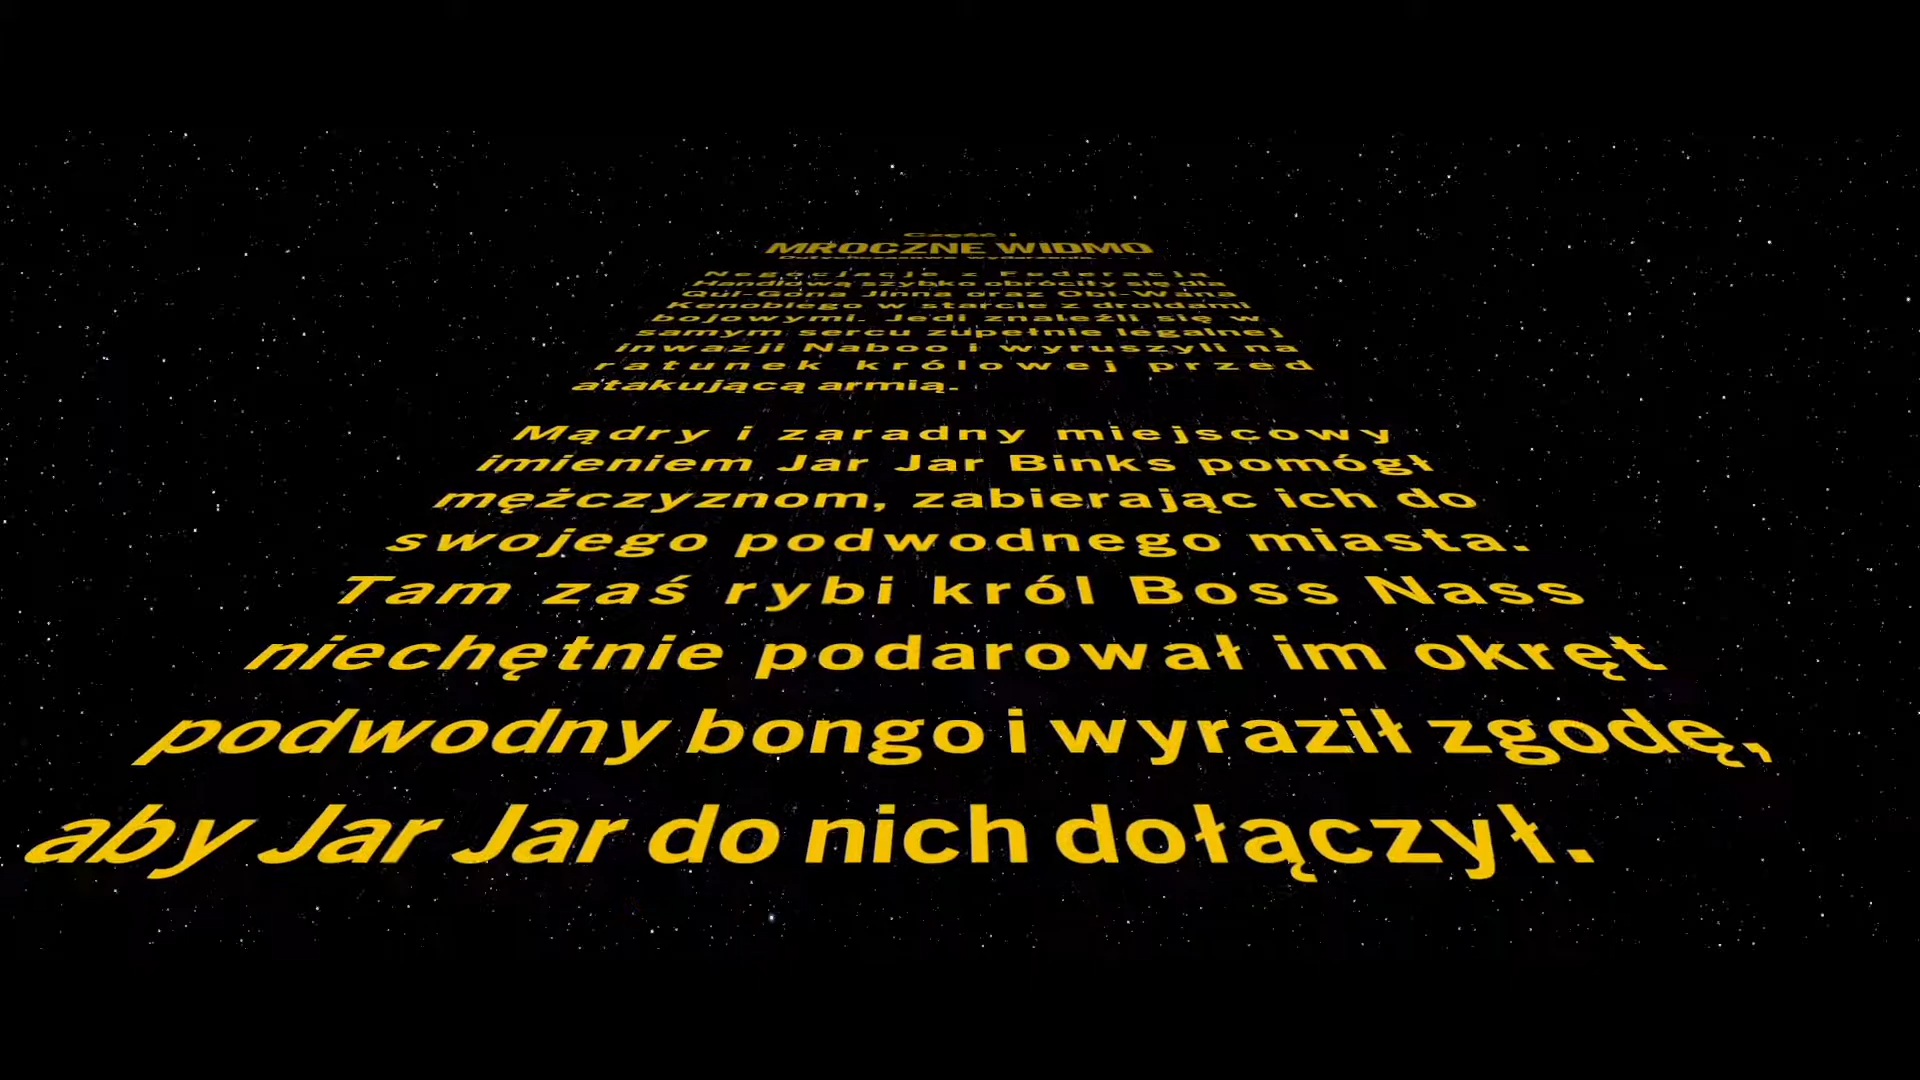 Część I
MROCZNE WIDMO
Dotychczasowe wydarzenia
Negocjacje z Federacją
Handlową szybko obróciły się dla
Qui-Gona Jinna oraz Obi-Wana
Kenobiego w starcie z droidami
bojowymi. Jedi znaleźli się w
samym sercu zupełnie legalnej
inwazji Naboo i wyruszyli na
ratunek królowej przed
atakującą armią.
Mądry i zaradny miejscowy
imieniem Jar Jar Binks pomógł
mężczyznom, zabierając ich do
swojego podwodnego miasta.
Tam zaś rybi król Boss Nass
niechętnie podarował im okręt
podwodny bongo i wyraził zgodę,
aby Jar Jar do nich dołączył.